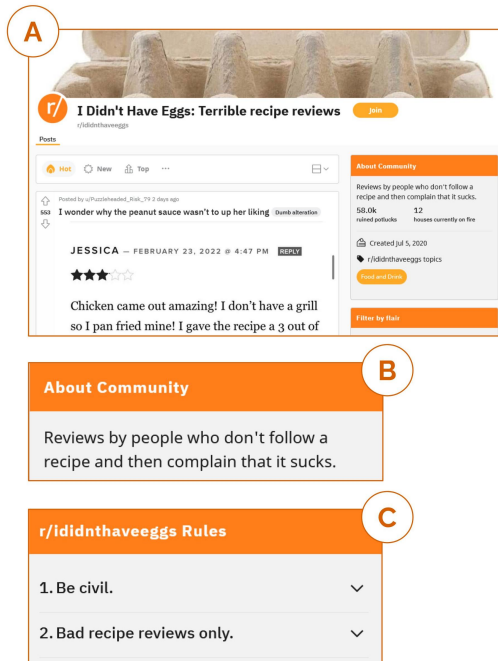 A
r/
I Didn't Have Eggs: Terrible recipe reviews
Join
r/ididnthaveeggs
Posts
Hot New Top ...
Posted by u/Puzzleheaded_Risk_79 2 days ago
553
I wonder why the peanut sauce wasn't to up her liking Dumb alteration
JESSICA — FEBRUARY 23, 2022 @ 4:47 PM REPLY
Chicken came out amazing! I don't have a grill
so I pan fried mine! I gave the recipe a 3 out of
About Community
Reviews by people who don't follow a
recipe and then complain that it sucks.
58.0k 12
ruined potlucks houses currently on fire
Created Jul 5, 2020
r/ididnthaveeggs topics
Food and Drink
Filter by flair
B
About Community
Reviews by people who don't follow a
recipe and then complain that it sucks.
C
r/ididnthaveeggs Rules
1. Be civil.
2. Bad recipe reviews only.